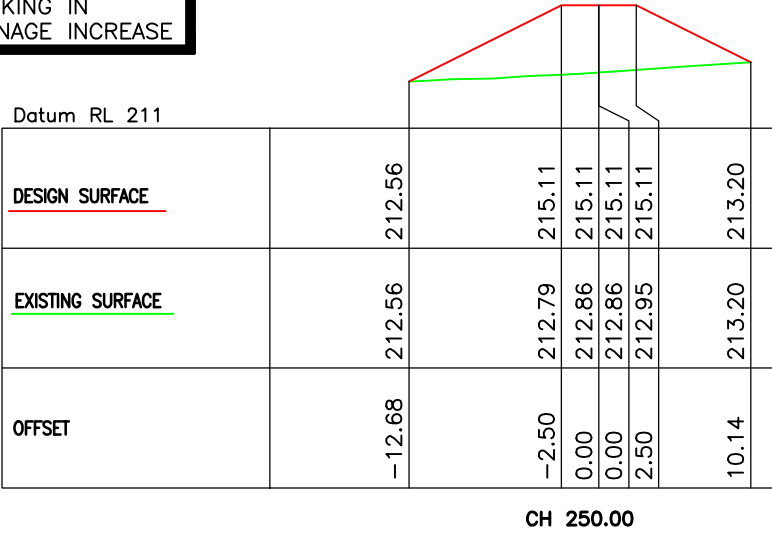 KING IN
NAGE INCREASE
Datum RL 211
DESIGN SURFACE 212.56 215.11 215.11 215.11 215.11 213.20
EXISTING SURFACE 212.56 212.79 212.86 212.86 212.95 213.20
OFFSET -12.68 -2.50 0.00 0.00 2.50 10.14
CH 250.00